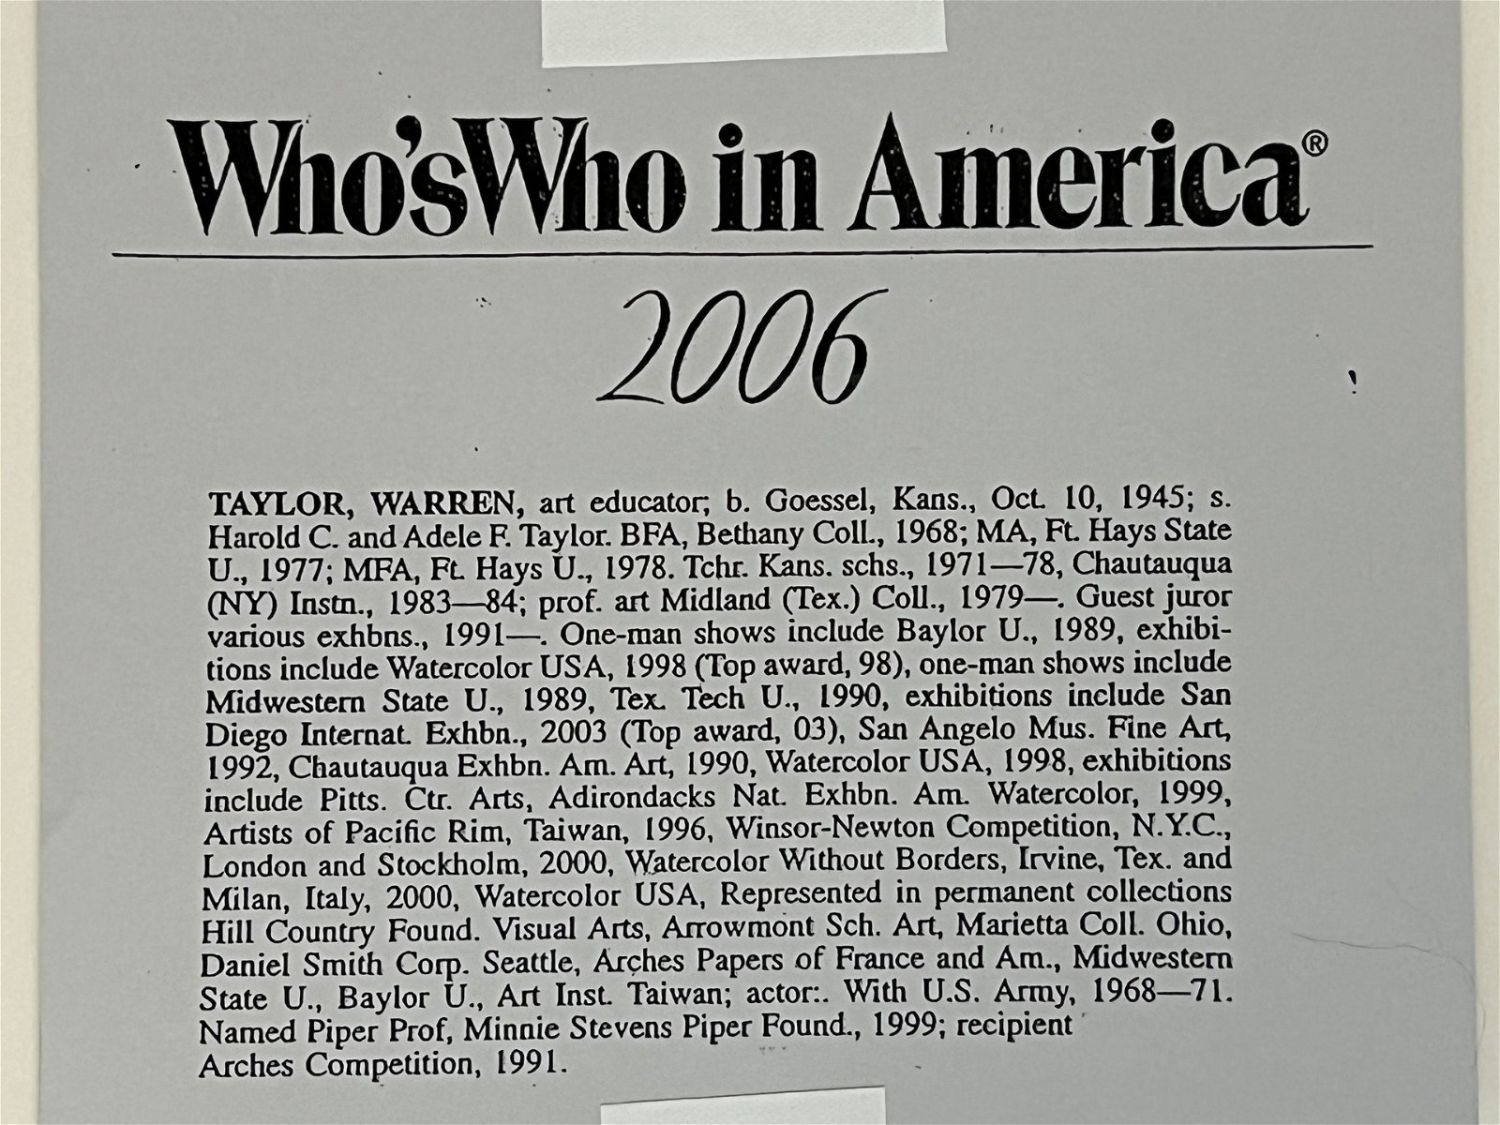 Who'sWho in America®
2006
TAYLOR, WARREN, art educator; b. Goessel, Kans., Oct. 10, 1945; s.
Harold C. and Adele F. Taylor. BFA, Bethany Coll., 1968; MA, Ft. Hays State
U., 1977; MFA, Ft. Hays U., 1978. Tchr. Kans. schs., 1971—78, Chautauqua
(NY) Instn., 1983—84; prof. art Midland (Tex.) Coll., 1979—. Guest juror
various exhbns., 1991—. One-man shows include Baylor U., 1989, exhibi-
tions include Watercolor USA, 1998 (Top award, 98), one-man shows include
Midwestern State U., 1989, Tex. Tech U., 1990, exhibitions include San
Diego Internat. Exhbn., 2003 (Top award, 03), San Angelo Mus. Fine Art,
1992, Chautauqua Exhbn. Am. Art, 1990, Watercolor USA, 1998, exhibitions
include Pitts. Ctr. Arts, Adirondacks Nat. Exhbn. Am. Watercolor, 1999,
Artists of Pacific Rim, Taiwan, 1996, Winsor-Newton Competition, N.Y.C.,
London and Stockholm, 2000, Watercolor Without Borders, Irvine, Tex. and
Milan, Italy, 2000, Watercolor USA, Represented in permanent collections
Hill Country Found. Visual Arts, Arrowmont Sch. Art, Marietta Coll. Ohio,
Daniel Smith Corp. Seattle, Arches Papers of France and Am., Midwestern
State U., Baylor U., Art Inst. Taiwan; actor:. With U.S. Army, 1968—71.
Named Piper Prof, Minnie Stevens Piper Found., 1999; recipient
Arches Competition, 1991.